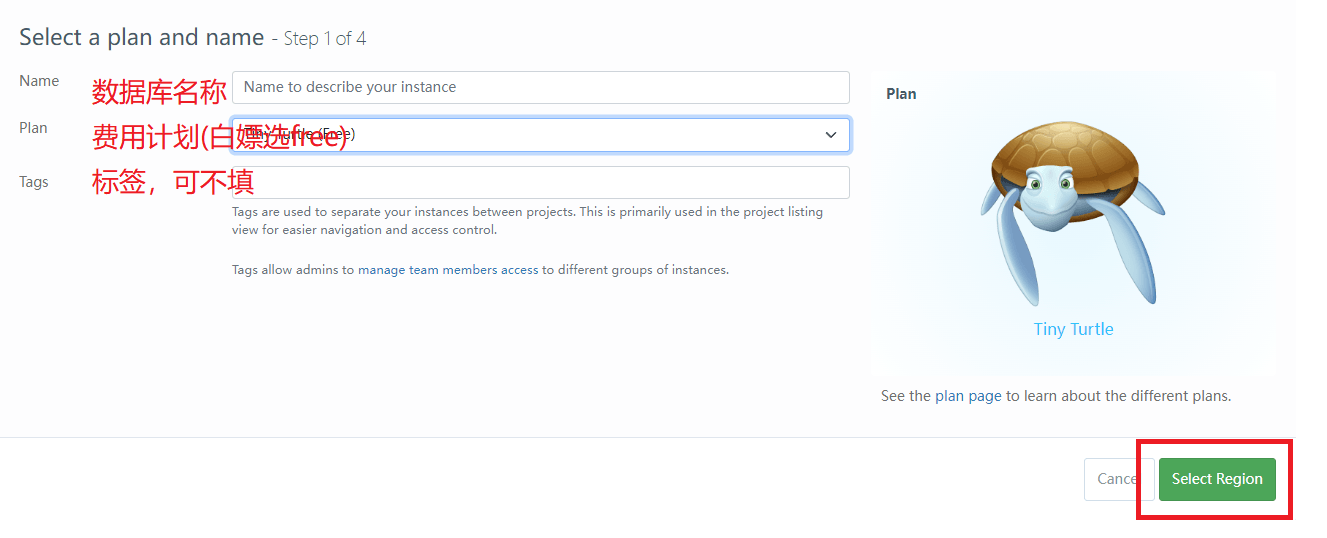 Select a plan and name - Step 1 of 4
Name
数据库名称
Name to describe your instance
Plan
费用计划(白嫖选free)
Tiny Turtle (Free)
Tags
标签，可不填
Tags are used to separate your instances between projects. This is primarily used in the project listing
view for easier navigation and access control.
Tags allow admins to manage team members access to different groups of instances.
Plan
Tiny Turtle
See the plan page to learn about the different plans.
Cancel
Select Region